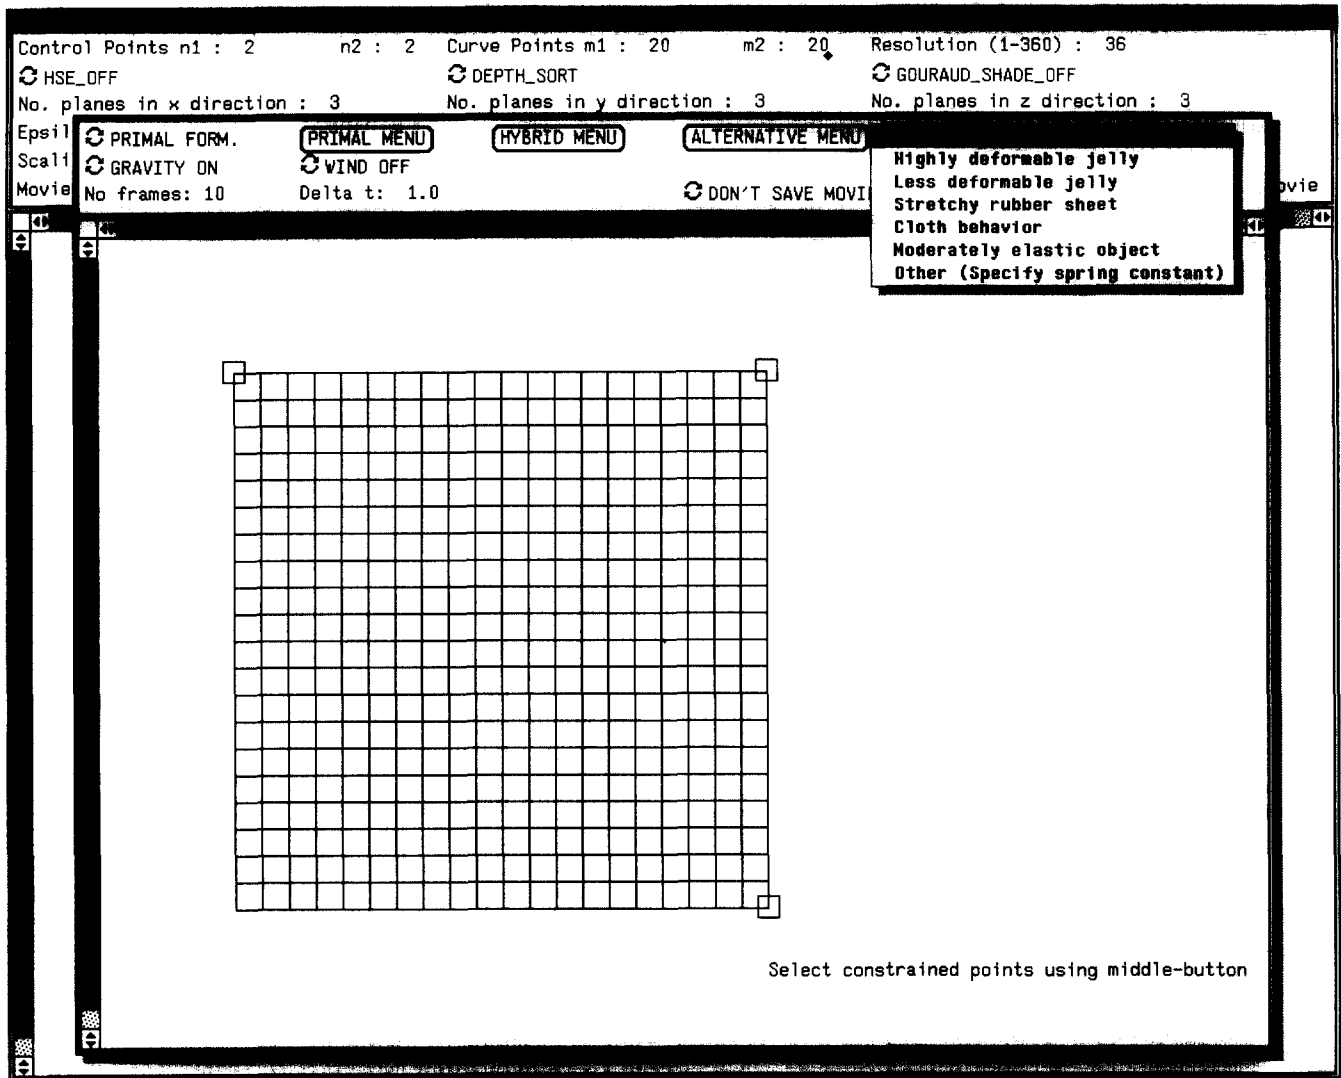 Control Points n1 : 2 n2 : 2 Curve Points m1 : 20 m2 : 20 Resolution (1-360) : 36
HSE_OFF DEPTH_SORT GOURAUD_SHADE_OFF
No. planes in x direction : 3 No. planes in y direction : 3 No. planes in z direction : 3
Epsil
Scali
Movie
ovie
PRIMAL FORM. PRIMAL MENU HYBRID MENU ALTERNATIVE MENU
GRAVITY ON WIND OFF
No frames: 10 Delta t: 1.0 DON'T SAVE MOVI
Highly deformable jelly
Less deformable jelly
Stretchy rubber sheet
Cloth behavior
Moderately elastic object
Other (Specify spring constant)
Select constrained points using middle-button